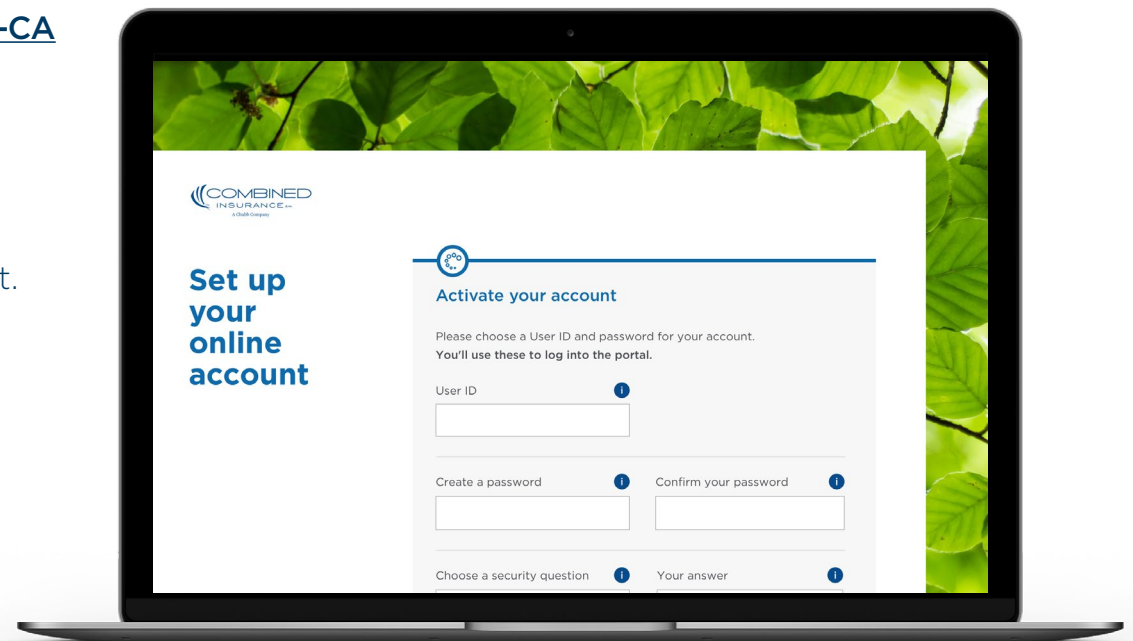 -CA
t.
COMBINED
INSURANCE
A Chubb Company
Set up
your
online
account
Activate your account
Please choose a User ID and password for your account.
You'll use these to log into the portal.
User ID
Create a password
Confirm your password
Choose a security question
Your answer